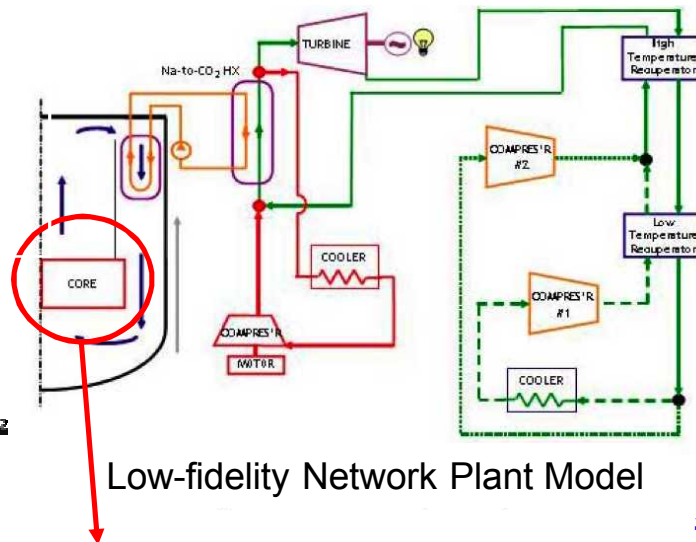 TURBINE
~
High
Temperature
Recuperator
Na-to-CO2 HX
COMPRES'R
#2
Low
Temperature
Recuperator
COOLER
CORE
COMPRES'R
#1
COMPRES'R
MOTOR
COOLER
Low-fidelity Network Plant Model